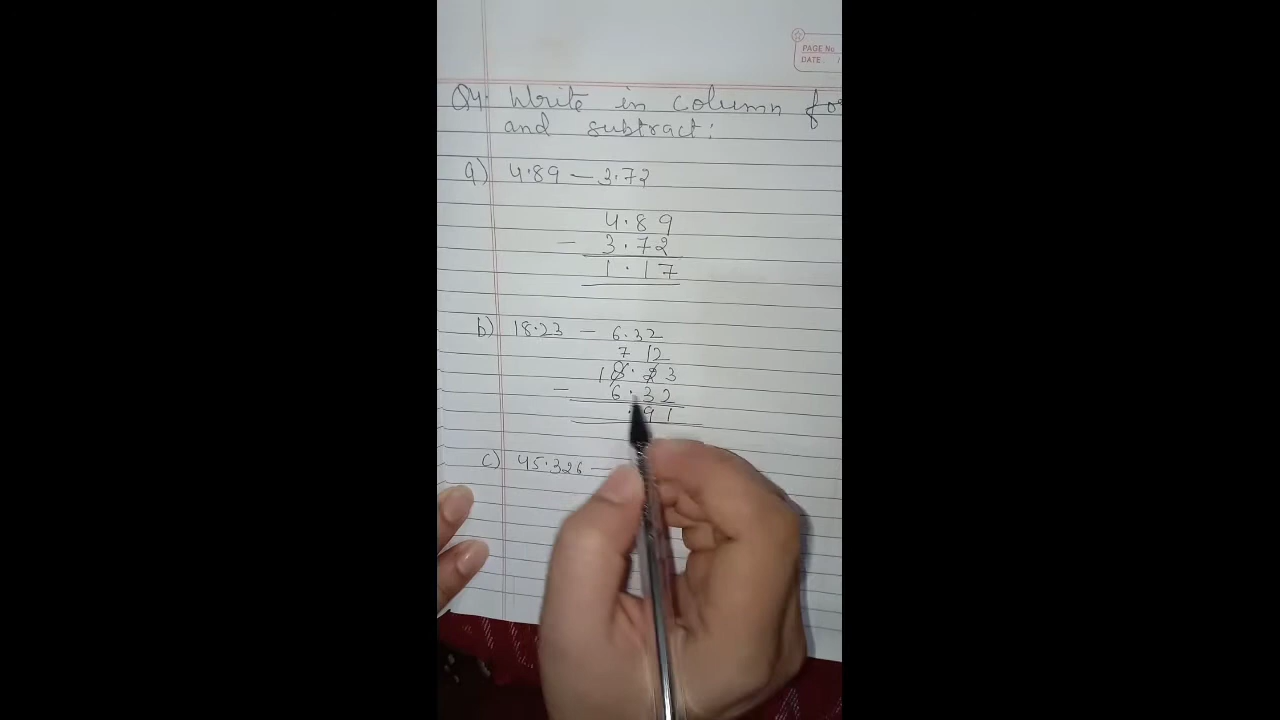 PAGE No
DATE /
Q4. Write in column for
and subtract:
a) 4.89 — 3.72
4.89
— 3.72
1.17
b) 18.23 — 6.32
7 12
18.23
— 6.32
.91
c) 45.326 —